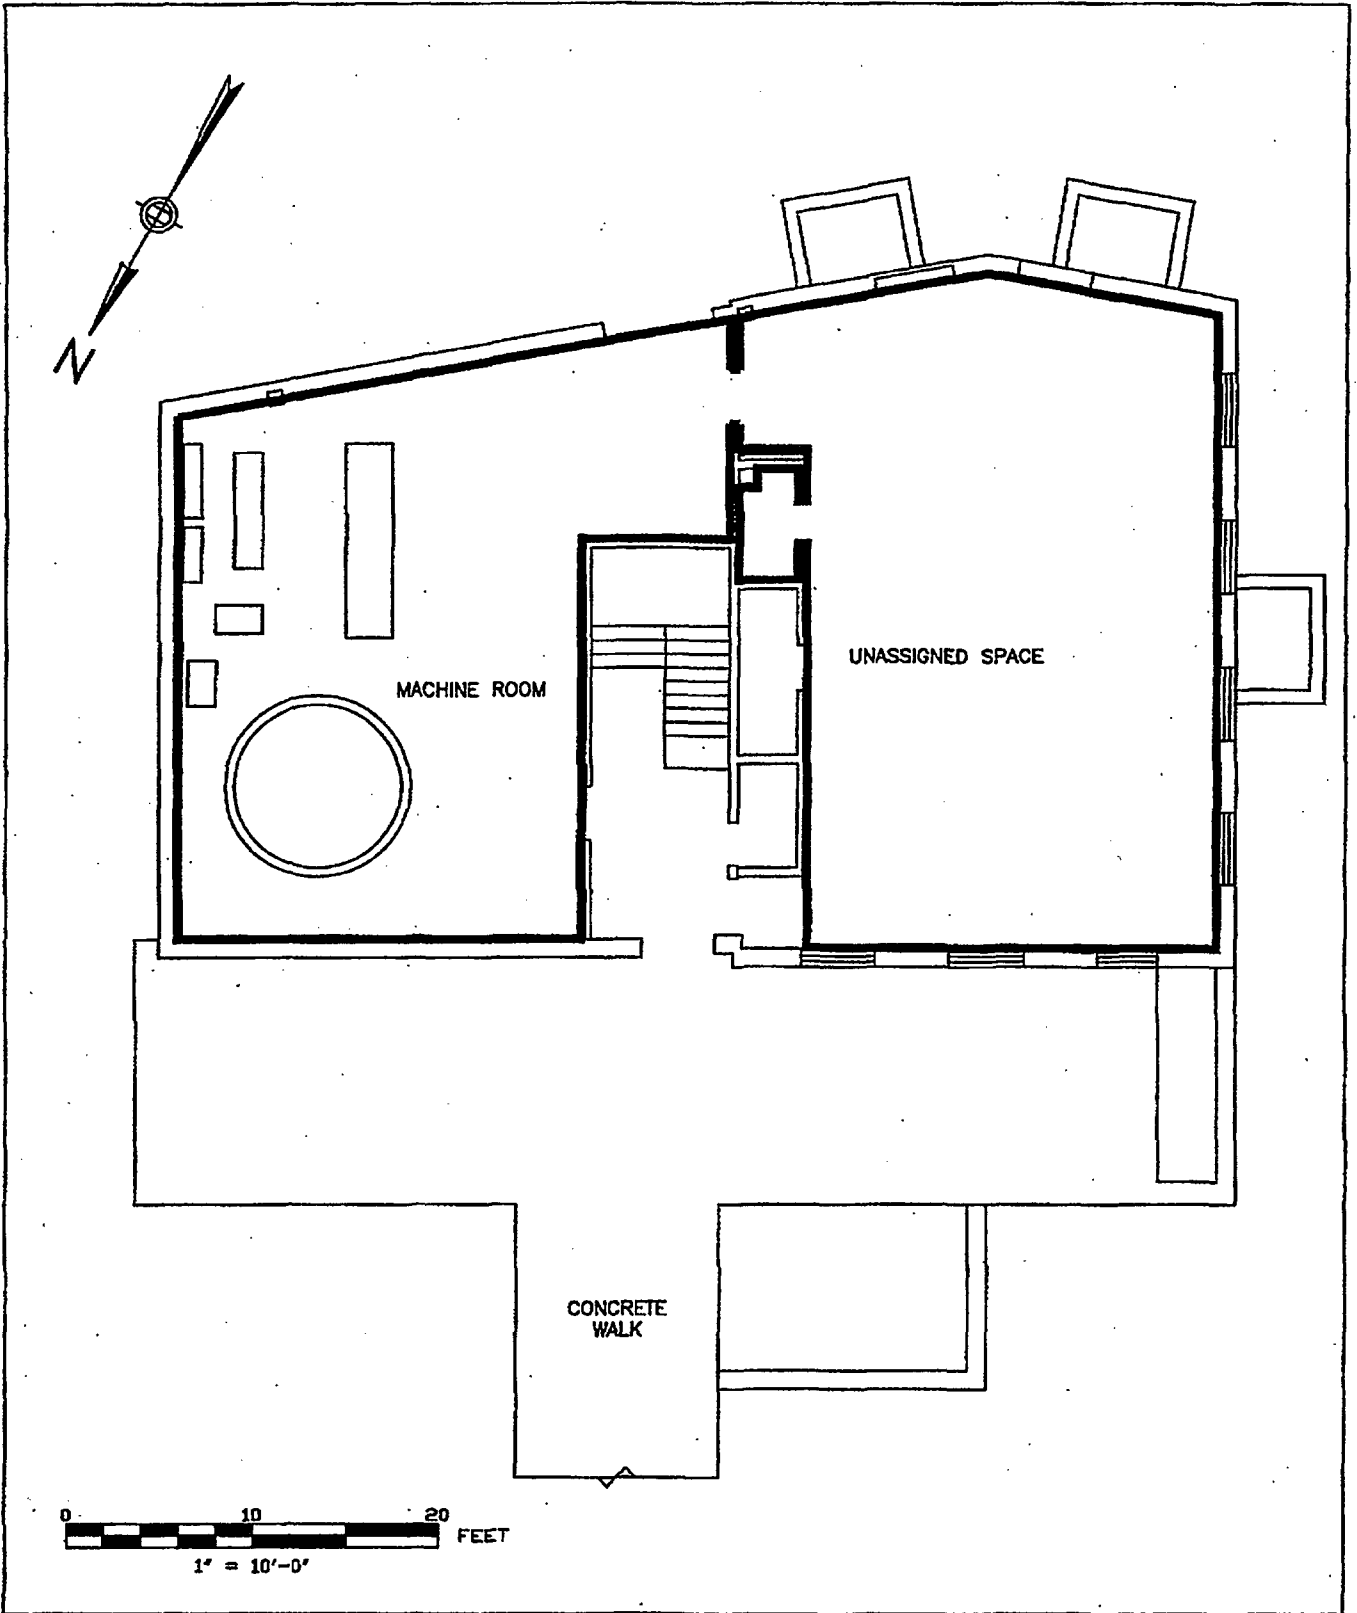 N
UNASSIGNED SPACE
MACHINE ROOM
CONCRETE
WALK
0 10 20
FEET
1" = 10'-0"